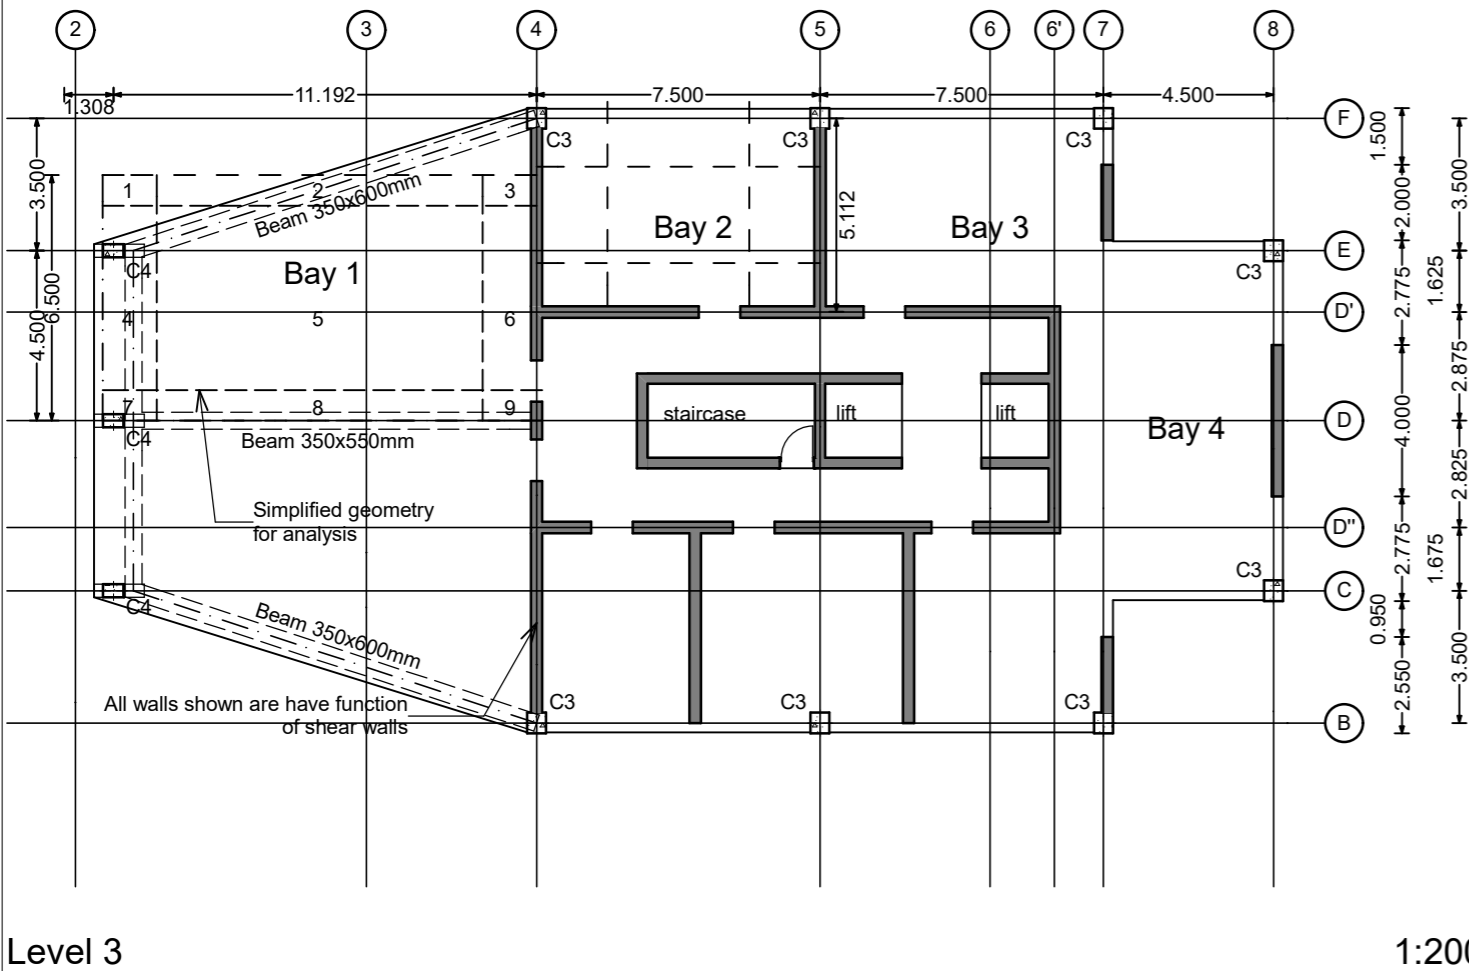 2 3 4 5 6 6' 7 8
1.308 11.192 7.500 7.500 4.500
F
C3 C3 C3
1.500
3.500 3.500
1 2 3
Beam 350x600mm
2.000
5.112
Bay 2 Bay 3
E
C4
Bay 1
C3
6.500
2.775 1.625
D'
4 5 6
4.500
2.875
7 8 9
staircase lift lift
4.000
D
C4
Beam 350x550mm
Bay 4
2.825
Simplified geometry
for analysis
D''
2.775 1.675
C3
C
C4
Beam 350x600mm
0.950
3.500
2.550
All walls shown are have function
of shear walls
C3 C3 C3
B
Level 3 1:200